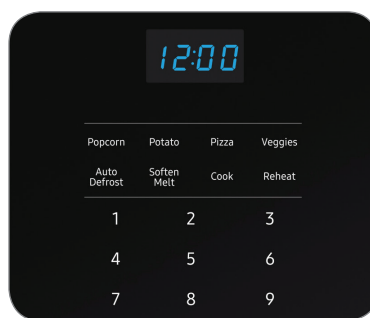 12:00
Popcorn Potato Pizza Veggies
Auto Defrost Soften Melt Cook Reheat
1 2 3
4 5 6
7 8 9